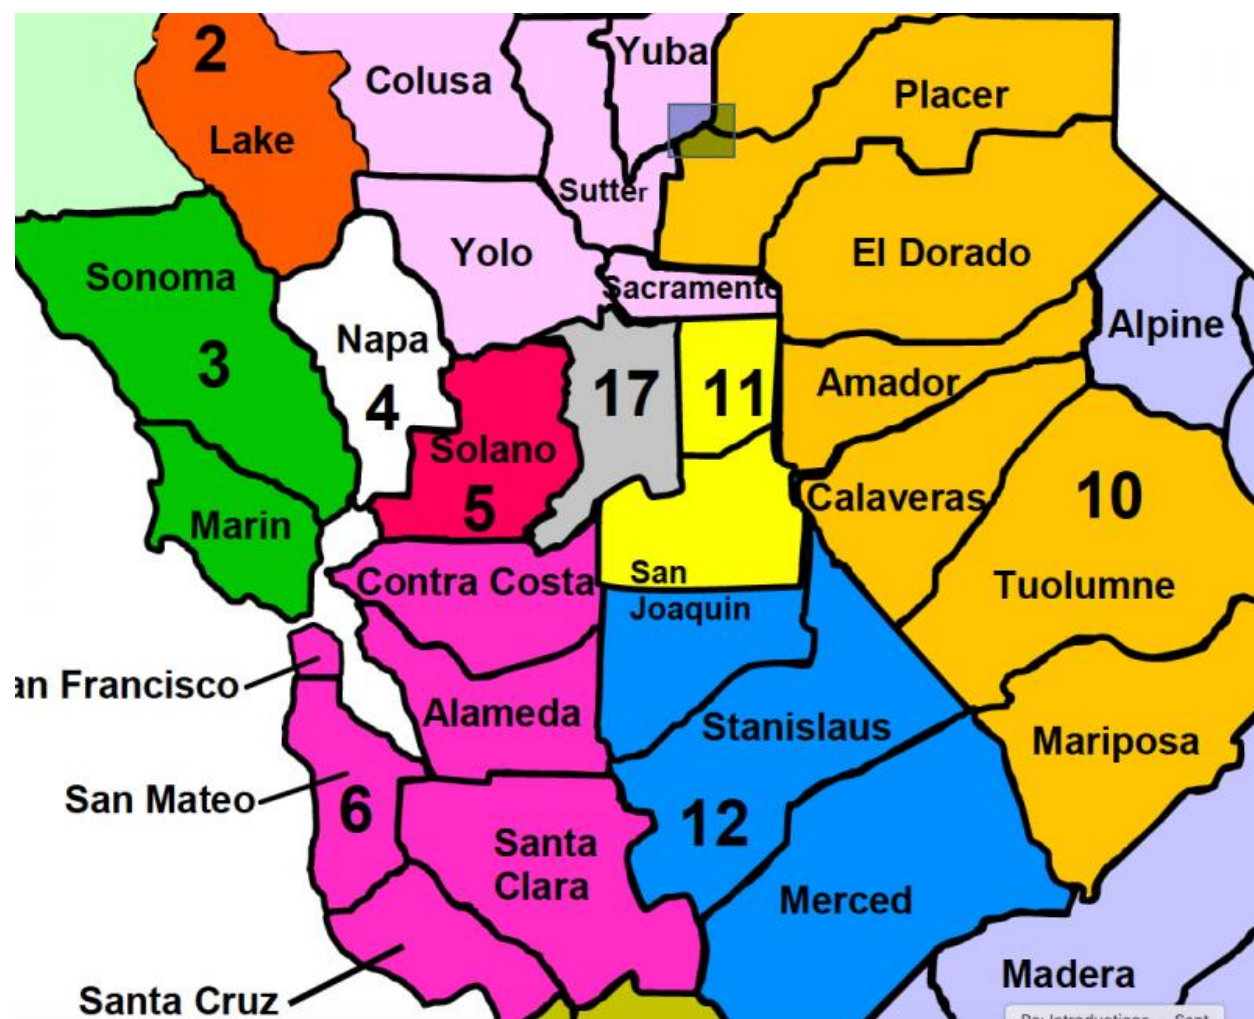 2
Yuba
Colusa
Placer
Lake
Sutter
Yolo
El Dorado
Sonoma
Sacramento
Alpine
Napa
3
4
17
11
Amador
Solano
5
Calaveras
10
Marin
San
Joaquin
Contra Costa
Tuolumne
an Francisco
Alameda
Stanislaus
Mariposa
San Mateo
6
12
Santa
Clara
Merced
Madera
Santa Cruz